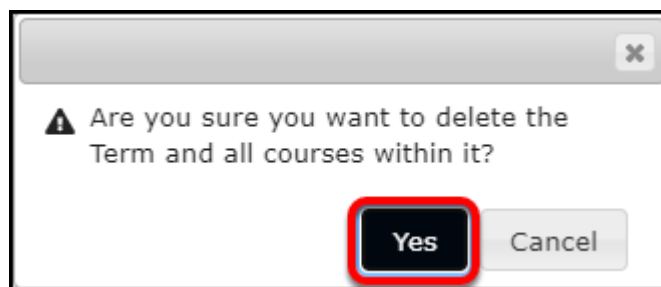 Are you sure you want to delete the
Term and all courses within it?
Yes Cancel